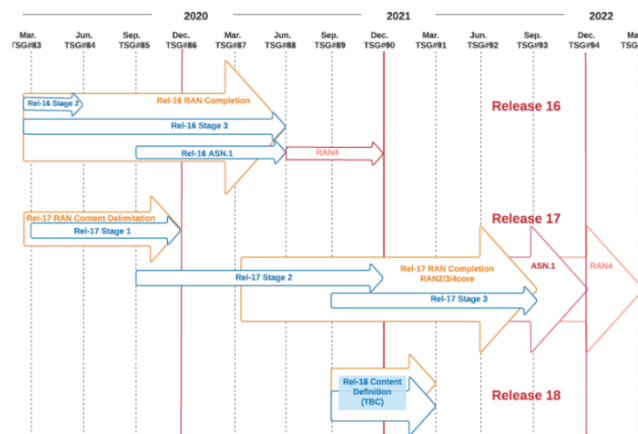 2020
2021
2022
Mar. Jun. Sep. Dec. Mar. Jun. Sep. Dec. Mar. Jun. Sep. Dec.
TSG#84 TSG#85 TSG#86 TSG#87 TSG#88 TSG#89 TSG#90 TSG#91 TSG#92 TSG#93 TSG#94
Rel-16 RAN Completion
Rel-16 Stage 2
Release 16
Rel-16 Stage 3
Rel-16 ASN.1
RAN4
Rel-17 RAN Content Delimitation
Release 17
Rel-17 Stage 1
Rel-17 RAN Completion
RAN2/3/4core
ASN.1
RAN4
Rel-17 Stage 2
Rel-17 Stage 3
Rel-18 Content
Definition
(TBC)
Release 18